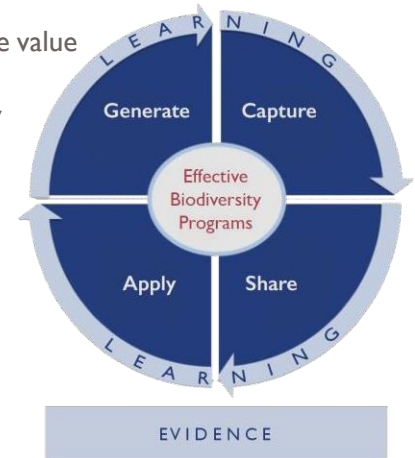 e value
LEARNING
Generate
Capture
Effective
Biodiversity
Programs
Apply
Share
LEARNING
EVIDENCE